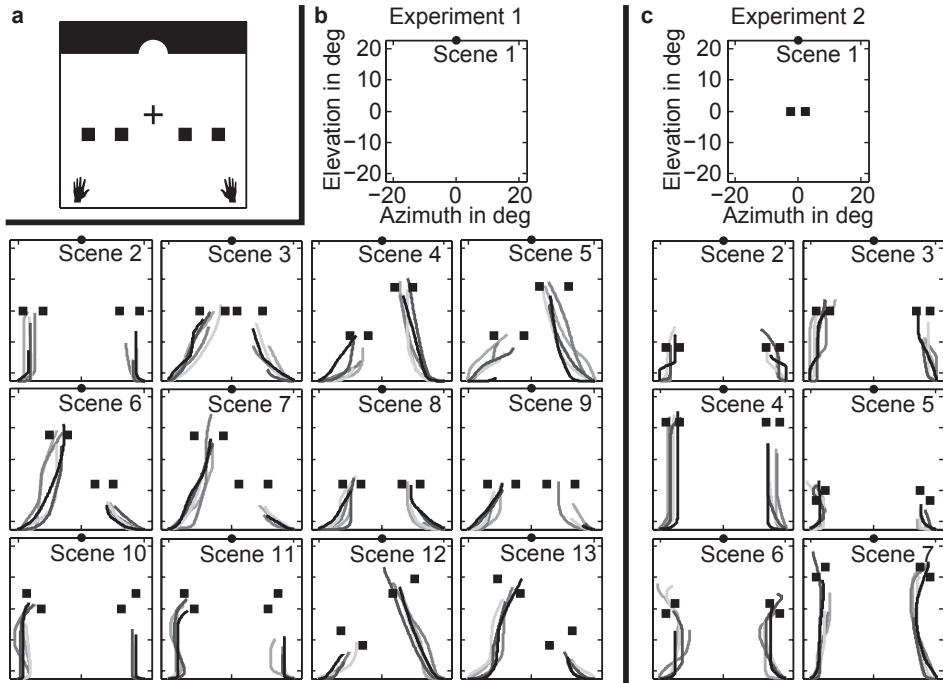 a
b Experiment 1
Scene 1
Elevation in deg
20
10
0
−10
−20
−20 0 20
Azimuth in deg
c Experiment 2
Scene 1
Elevation in deg
20
10
0
−10
−20
−20 0 20
Azimuth in deg
Scene 2 Scene 3 Scene 4 Scene 5
Scene 6 Scene 7 Scene 8 Scene 9
Scene 10 Scene 11 Scene 12 Scene 13
Scene 2 Scene 3
Scene 4 Scene 5
Scene 6 Scene 7